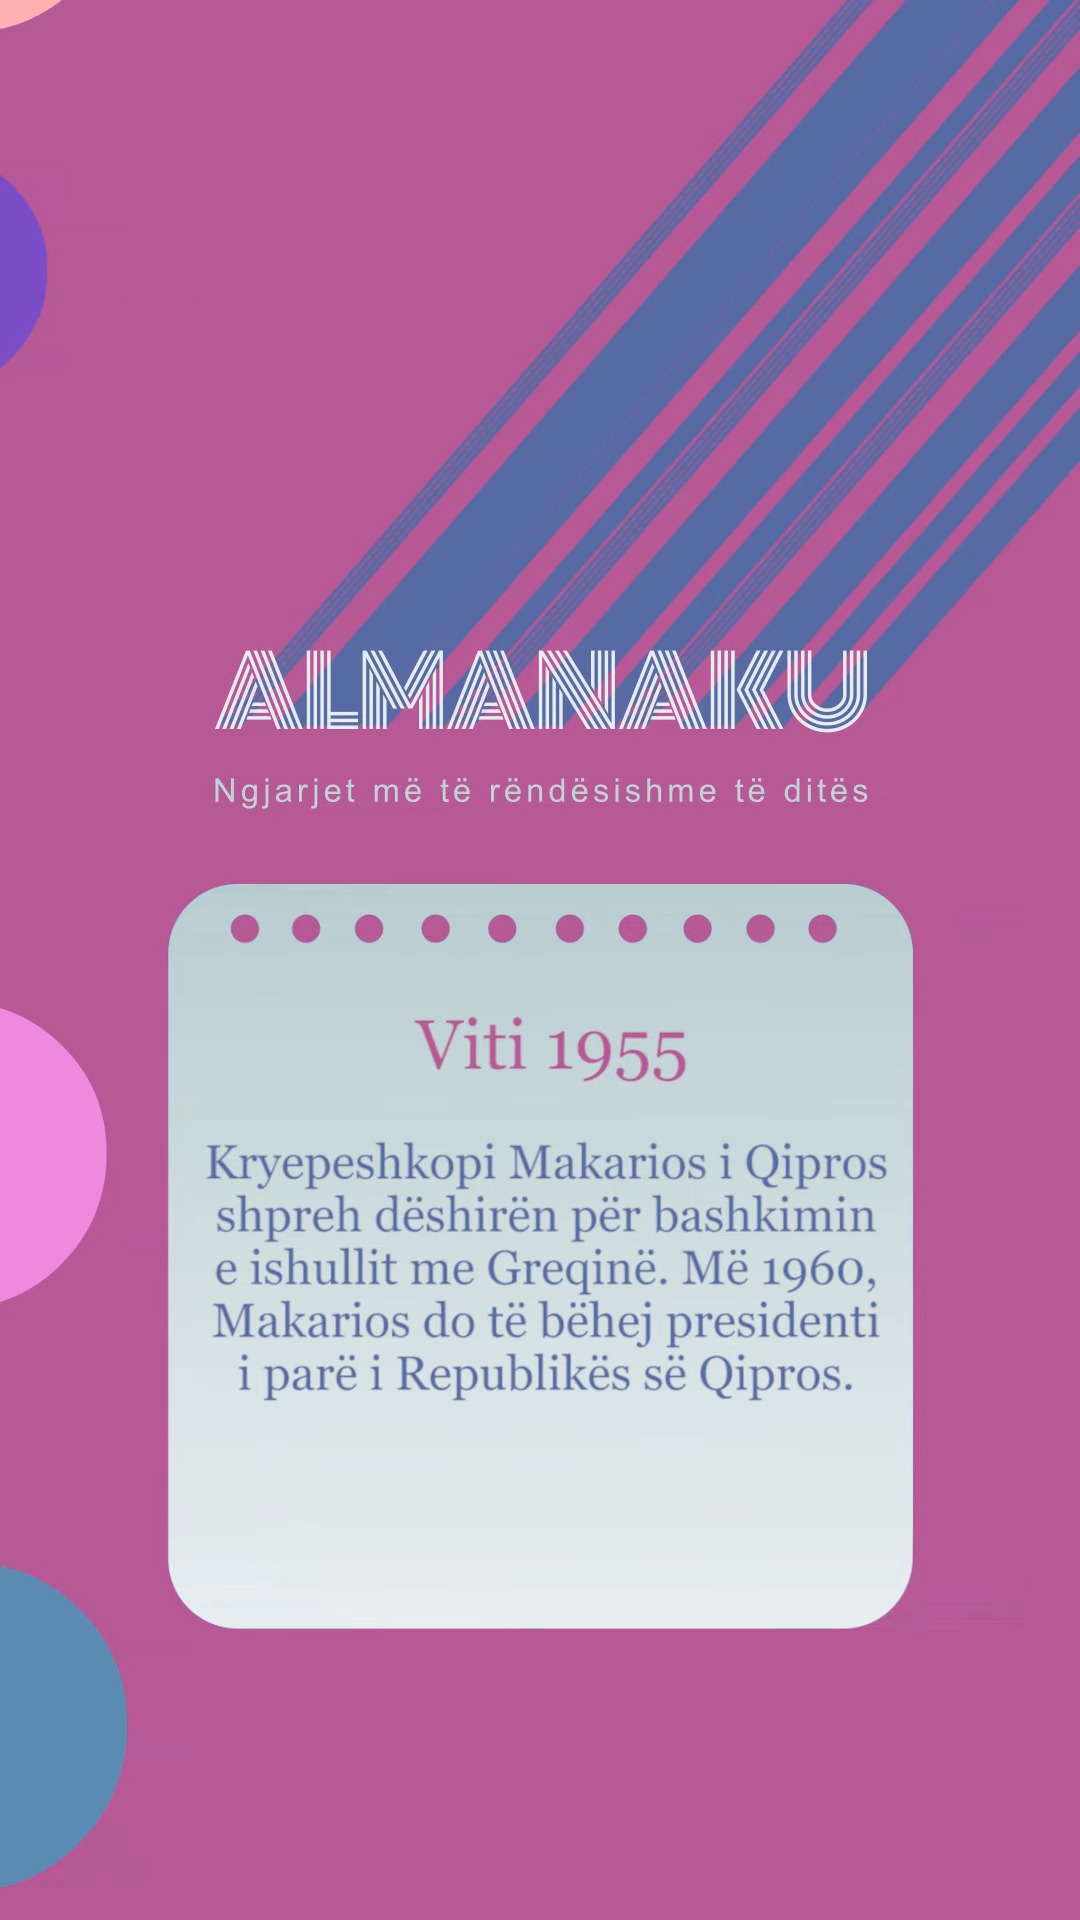 ALMANAKU
Ngjarjet më të rëndësishme të ditës
Viti 1955
Kryepeshkopi Makarios i Qipros
shpreh dëshirën për bashkimin
e ishullit me Greqinë. Më 1960,
Makarios do të bëhej presidenti
i parë i Republikës së Qipros.